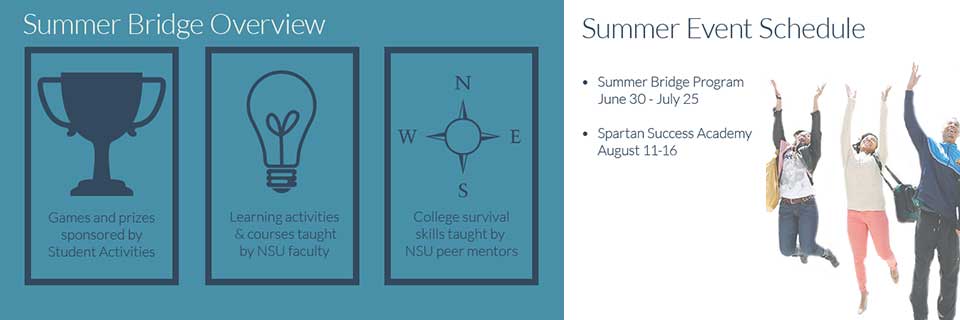 Summer Bridge Overview
Games and prizes
sponsored by
Student Activities
Learning activities
& courses taught
by NSU faculty
N
W E
S
College survival
skills taught by
NSU peer mentors
Summer Event Schedule
• Summer Bridge Program
June 30 - July 25
• Spartan Success Academy
August 11-16